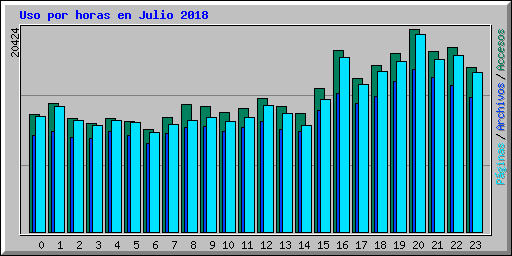 Uso por horas en Julio 2018
20424
Páginas / Archivos / Accesos
0 1 2 3 4 5 6 7 8 9 10 11 12 13 14 15 16 17 18 19 20 21 22 23